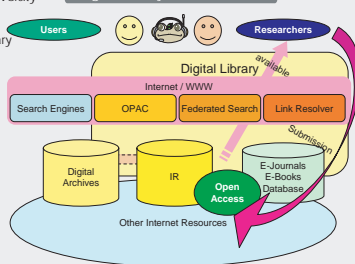 Users
Researchers
available
Digital Library
Internet / WWW
Search Engines
OPAC
Federated Search
Link Resolver
Submission
Digital
Archives
IR
Open
Access
E-Journals
E-Books
Database
Other Internet Resources